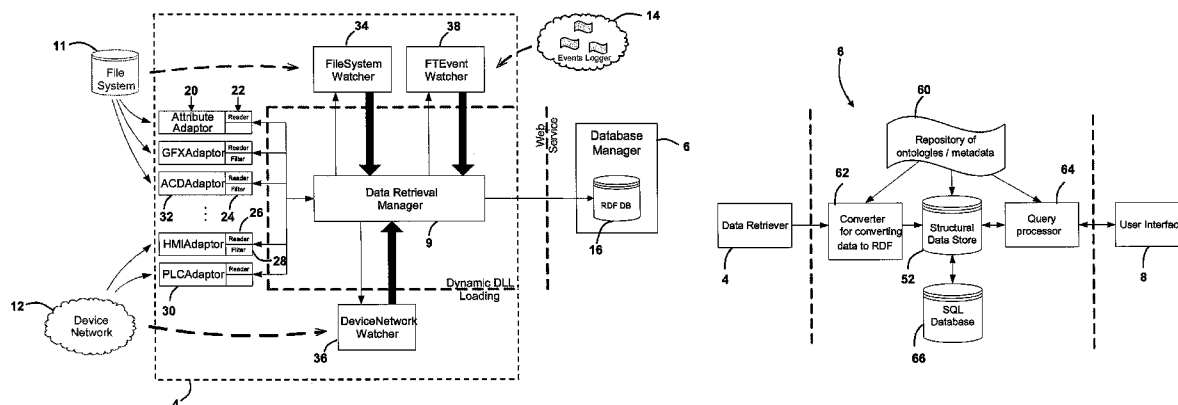 11
File
System
34
FileSystem
Watcher
38
FTEvent
Watcher
14
Events Logger
20
22
Attribute
Adaptor
Reader
GFXAdaptor
Reader
Filter
ACDAdaptor
Reader
Filter
32
24
26
HMIAdaptor
Reader
Filter
28
PLCAdaptor
Reader
30
Data Retrieval
Manager
9
Web
Service
Database
Manager
6
RDF DB
16
Dynamic DLL
Loading
12
Device
Network
DeviceNetwork
Watcher
36
4
6
60
Repository of
ontologies / metadata
62
64
Data Retriever
4
Converter
for converting
data to RDF
Structural
Data Store
52
Query
processor
User Interface
8
SQL
Database
66